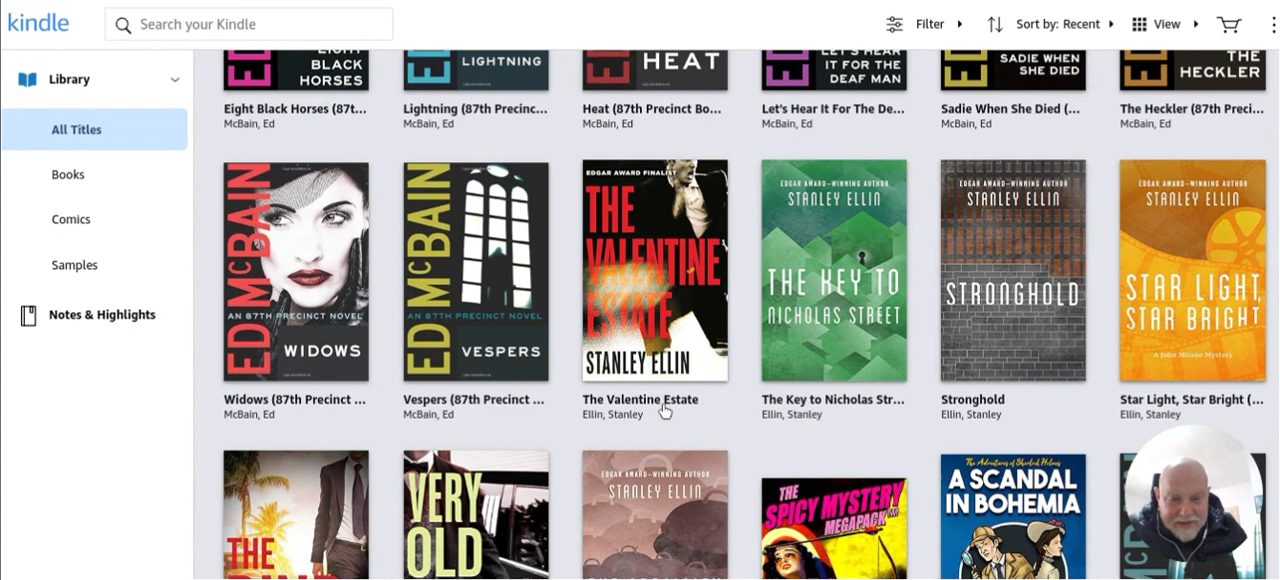 kindle
Search your Kindle
Filter
Sort by: Recent
View
Library
All Titles
Books
Comics
Samples
Notes & Highlights
BLACK
HORSES
LIGHTNING
HEAT
LET'S HEAR
IT FOR THE
DEAF MAN
SADIE WHEN
SHE DIED
THE
HECKLER
Eight Black Horses (87t...
McBain, Ed
Lightning (87th Precinc...
McBain, Ed
Heat (87th Precinct Bo...
McBain, Ed
Let's Hear It For The De...
McBain, Ed
Sadie When She Died (...
McBain, Ed
The Heckler (87th Preci...
McBain, Ed
ED McBAIN
AN 87TH PRECINCT NOVEL
WIDOWS
ED McBAIN
AN 87TH PRECINCT NOVEL
VESPERS
EDGAR AWARD FINALIST
THE
VALENTINE
ESTATE
STANLEY ELLIN
EDGAR AWARD–WINNING AUTHOR
STANLEY ELLIN
THE KEY TO
NICHOLAS STREET
EDGAR AWARD–WINNING AUTHOR
STANLEY ELLIN
STRONGHOLD
EDGAR AWARD–WINNING AUTHOR
STANLEY ELLIN
STAR LIGHT,
STAR BRIGHT
A John Milano Mystery
Widows (87th Precinct ...
McBain, Ed
Vespers (87th Precinct ...
McBain, Ed
The Valentine Estate
Ellin, Stanley
The Key to Nicholas Str...
Ellin, Stanley
Stronghold
Ellin, Stanley
Star Light, Star Bright (...
Ellin, Stanley
THE
VERY
OLD
EDGAR AWARD–WINNING AUTHOR
STANLEY ELLIN
THE
SPICY MYSTERY
MEGAPACK
The Adventures of Sherlock Holmes
A SCANDAL
IN BOHEMIA